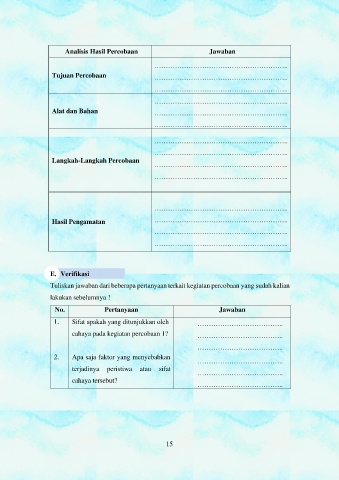 Analisis Hasil Percobaan Jawaban
Tujuan Percobaan
Alat dan Bahan
Langkah-Langkah Percobaan
Hasil Pengamatan
E. Verifikasi
Tuliskan jawaban dari beberapa pertanyaan terkait kegiatan percobaan yang sudah kalian
lakukan sebelumnya !
No. Pertanyaan Jawaban
1. Sifat apakah yang ditunjukkan oleh
cahaya pada kegiatan percobaan 1?
2. Apa saja faktor yang menyebabkan
terjadinya peristiwa atau sifat
cahaya tersebut?
15